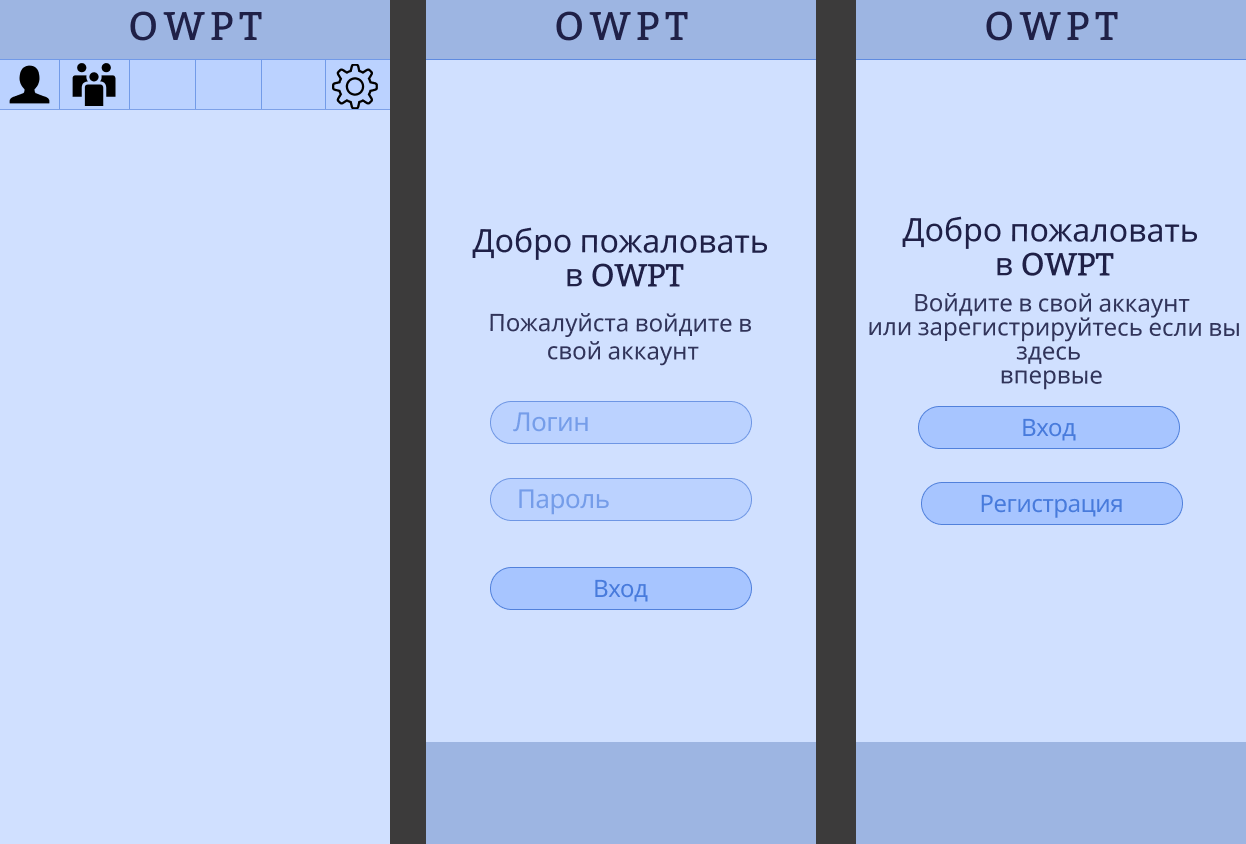 OWPT
OWPT
Добро пожаловать
в OWPT
Пожалуйста войдите в
свой аккаунт
Логин
Пароль
Вход
OWPT
Добро пожаловать
в OWPT
Войдите в свой аккаунт
или зарегистрируйтесь если вы
здесь
впервые
Вход
Регистрация